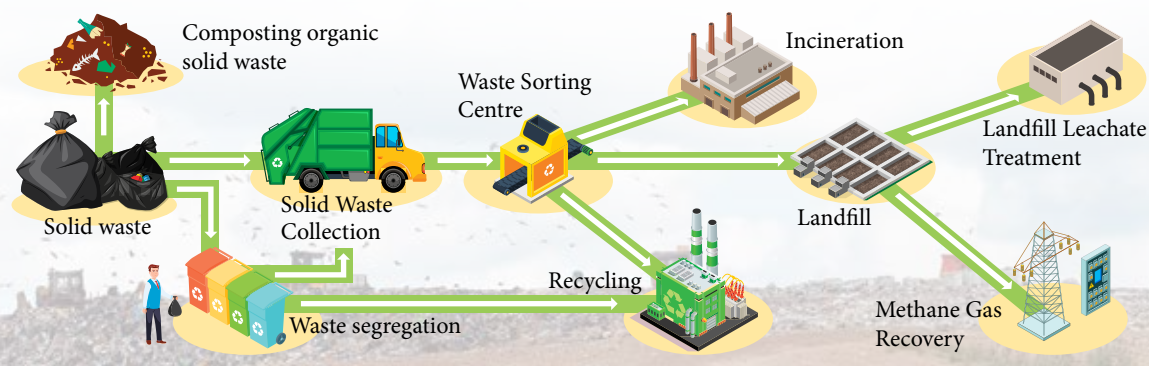 Composting organic
solid waste
Solid waste
Solid Waste
Collection
Waste segregation
Waste Sorting
Centre
Incineration
Recycling
Landfill
Landfill Leachate
Treatment
Methane Gas
Recovery